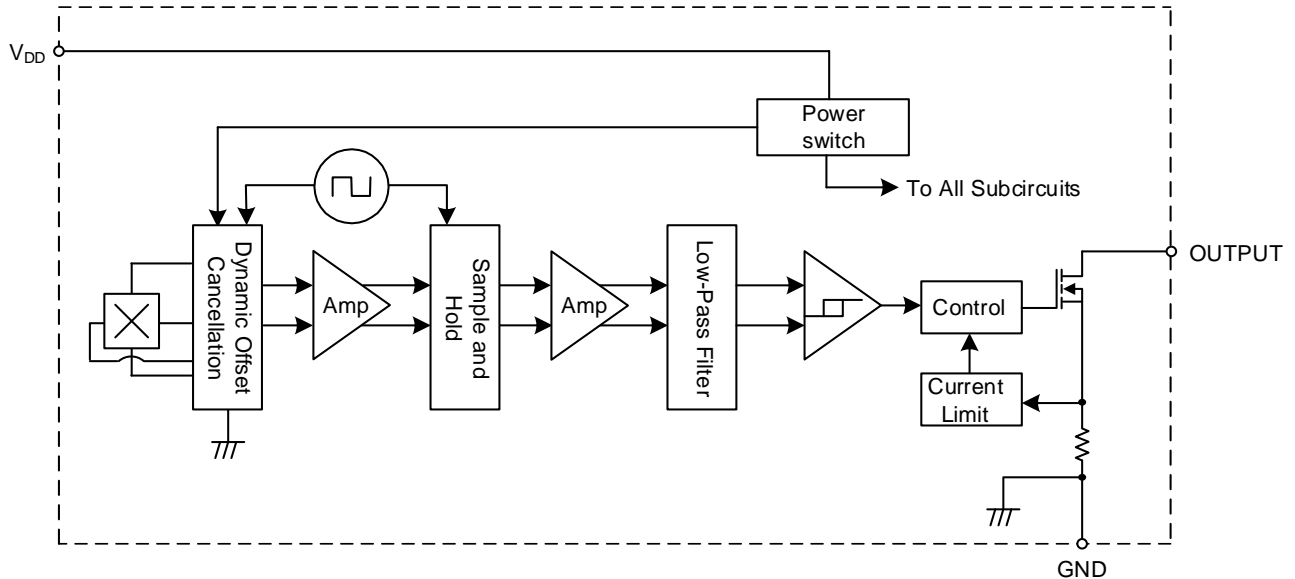 VDD
Power
switch
To All Subcircuits
OUTPUT
Dynamic Offset
Cancellation
Amp
Sample and
Hold
Amp
Low-Pass Filter
Control
Current
Limit
GND